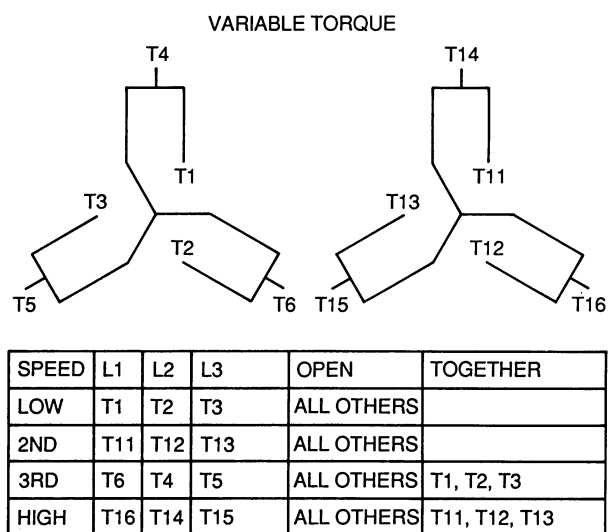 VARIABLE TORQUE
T4 T14
T1 T11
T3 T13
T2 T12
T5 T6 T15 T16
SPEED L1 L2 L3 OPEN TOGETHER
LOW T1 T2 T3 ALL OTHERS
2ND T11 T12 T13 ALL OTHERS
3RD T6 T4 T5 ALL OTHERS T1, T2, T3
HIGH T16 T14 T15 ALL OTHERS T11, T12, T13